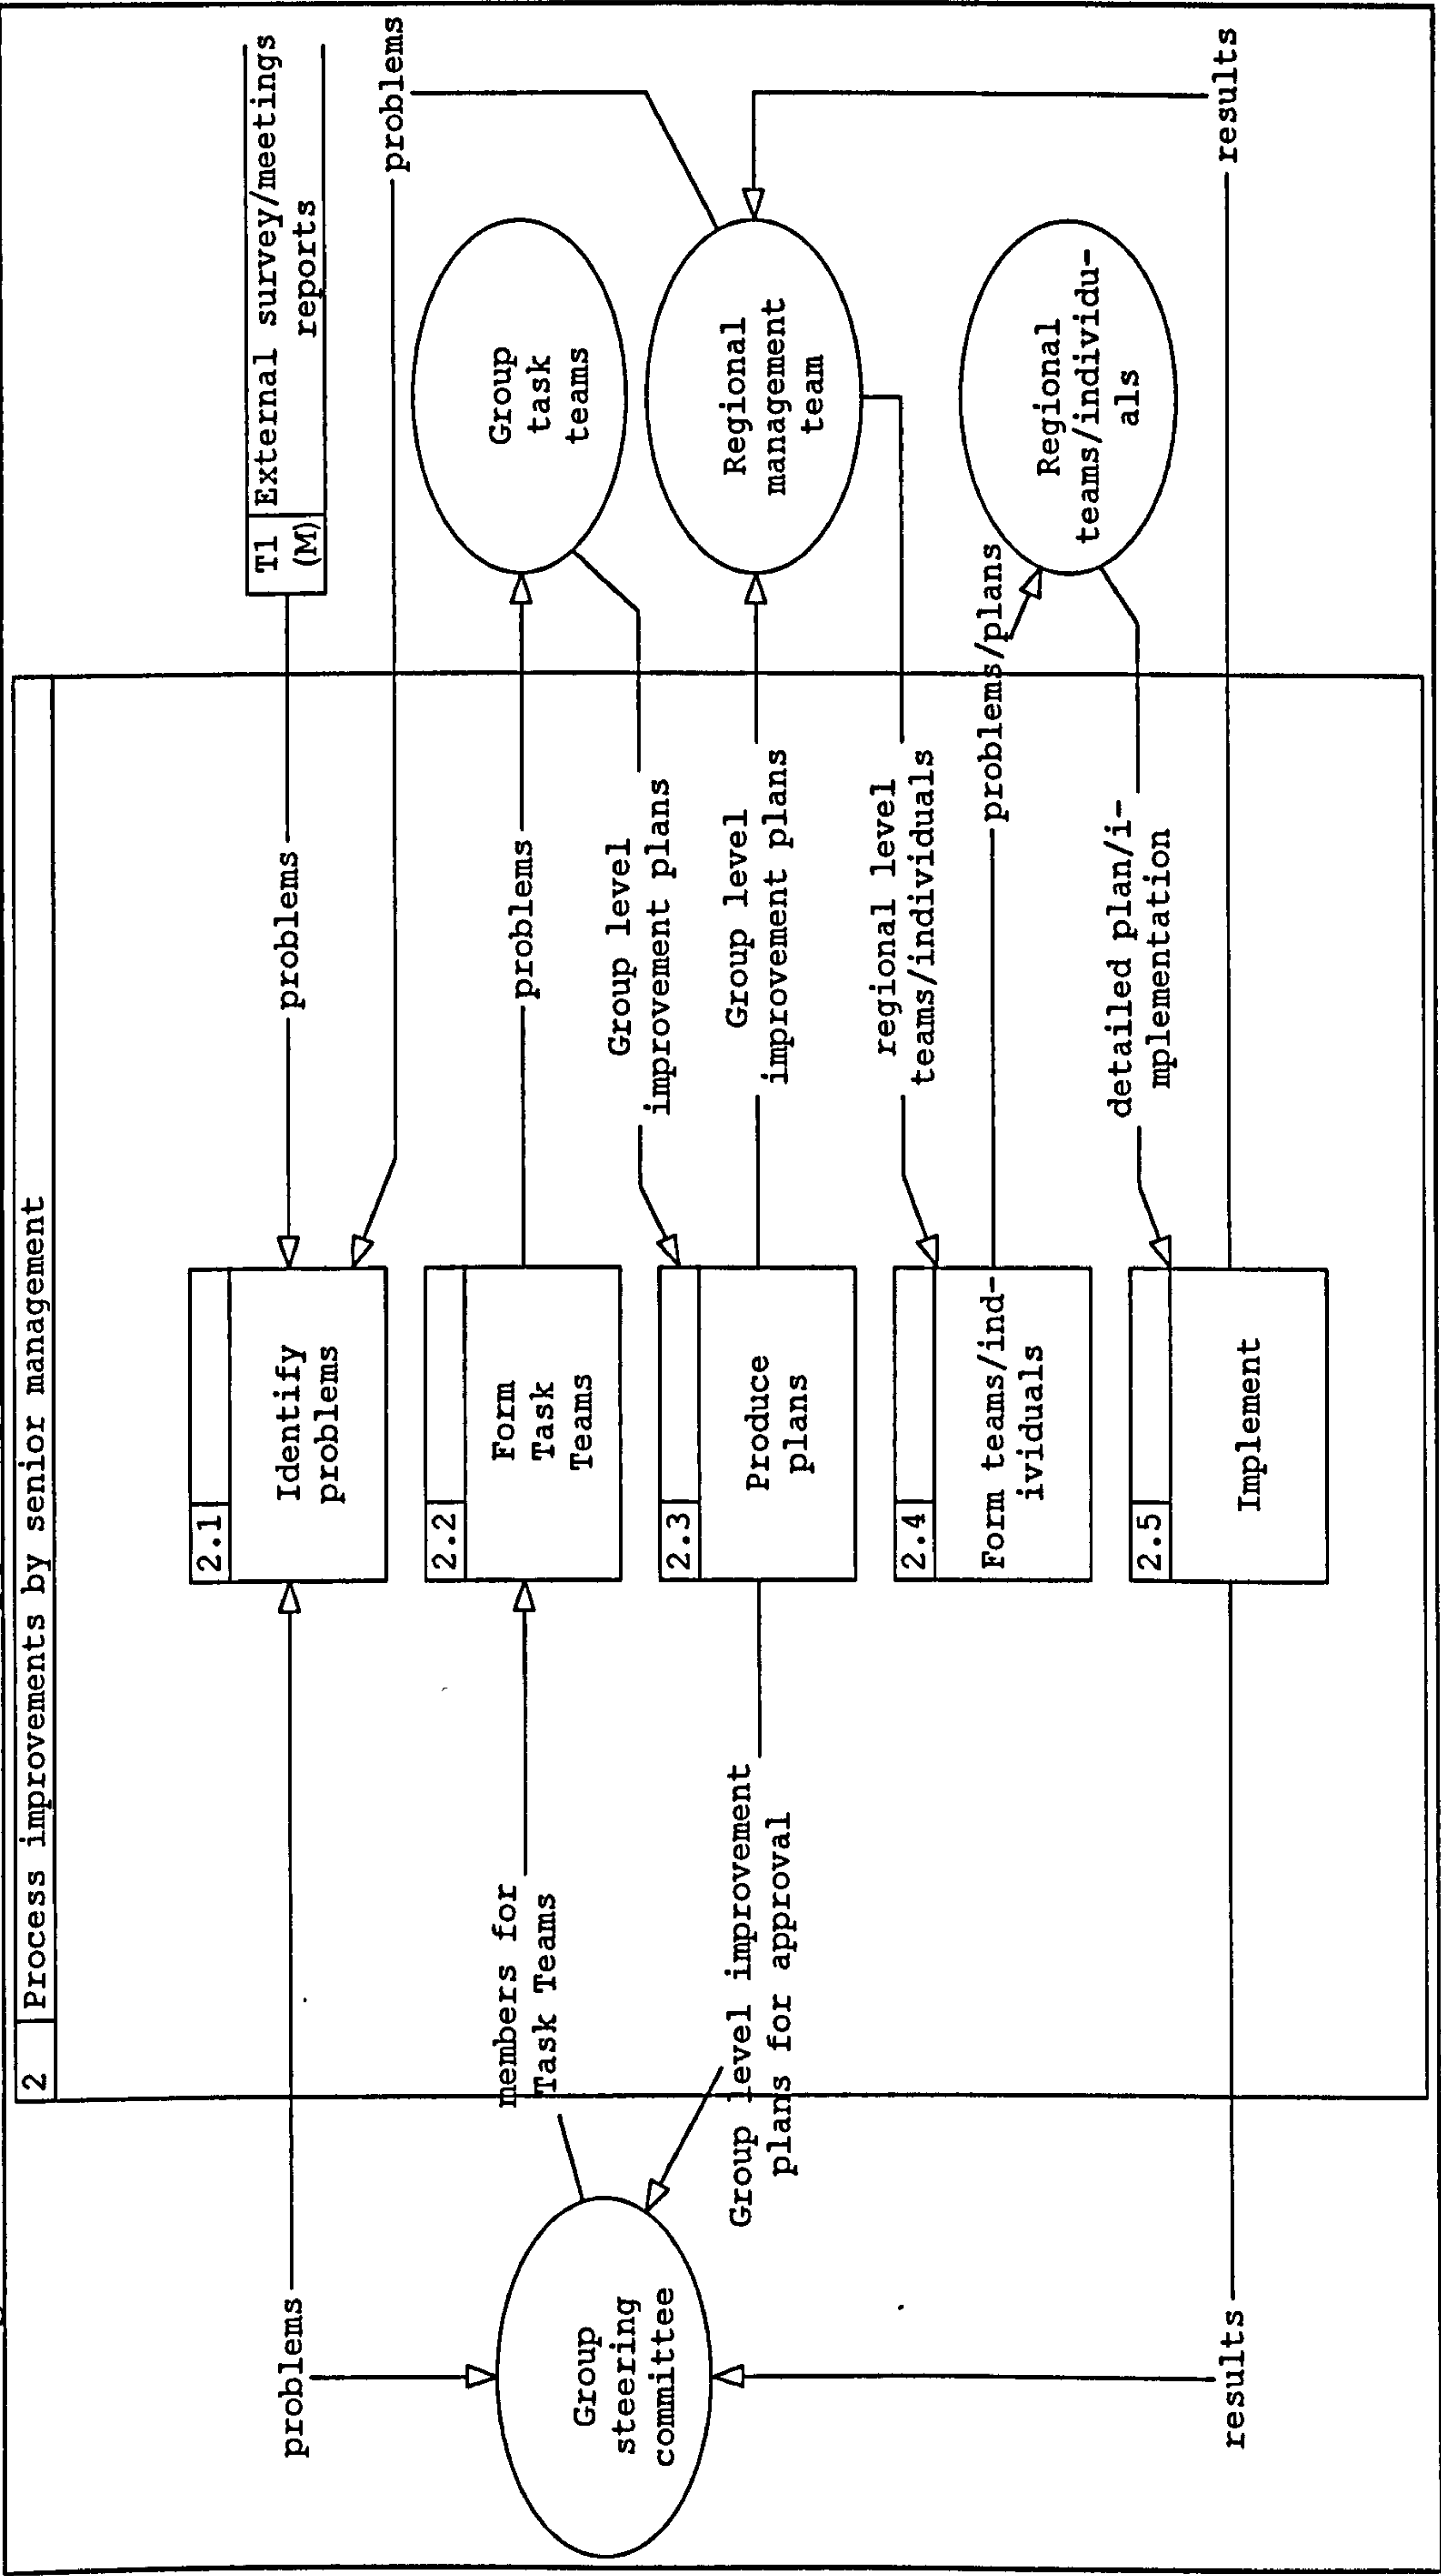 2 Process improvements by senior management
T1 External survey/meetings
(M) reports
problems
problems
problems
2.1
Identify
problems
members for
Task Teams
2.2
Form
Task
Teams
problems
Group
task
teams
Group
steering
committee
Group level
improvement plans
Group level improvement
plans for approval
2.3
Produce
plans
Group level
improvement plans
Regional
management
team
regional level
teams/individuals
2.4
Form teams/ind-
ividuals
problems/plans
Regional
teams/individu-
als
detailed plan/i-
mplementation
2.5
Implement
results
results